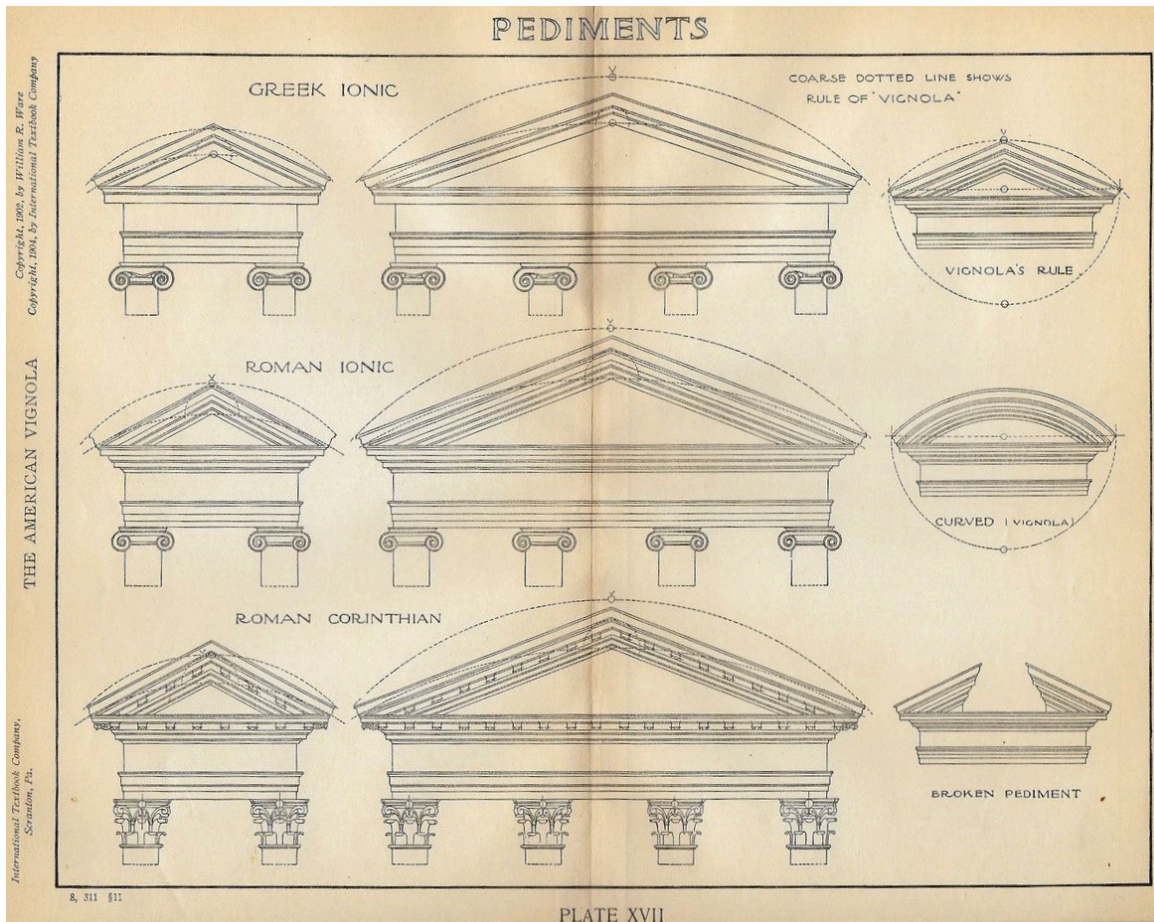 PEDIMENTS
GREEK IONIC
COARSE DOTTED LINE SHOWS
RULE OF "VIGNOLA"
VIGNOLA'S RULE
ROMAN IONIC
CURVED (VIGNOLA)
ROMAN CORINTHIAN
BROKEN PEDIMENT
Copyright, 1902, by William R. Ware
Copyright, 1904, by International Textbook Company
THE AMERICAN VIGNOLA
International Textbook Company,
Scranton, Pa.
8, 311 §11
PLATE XVII